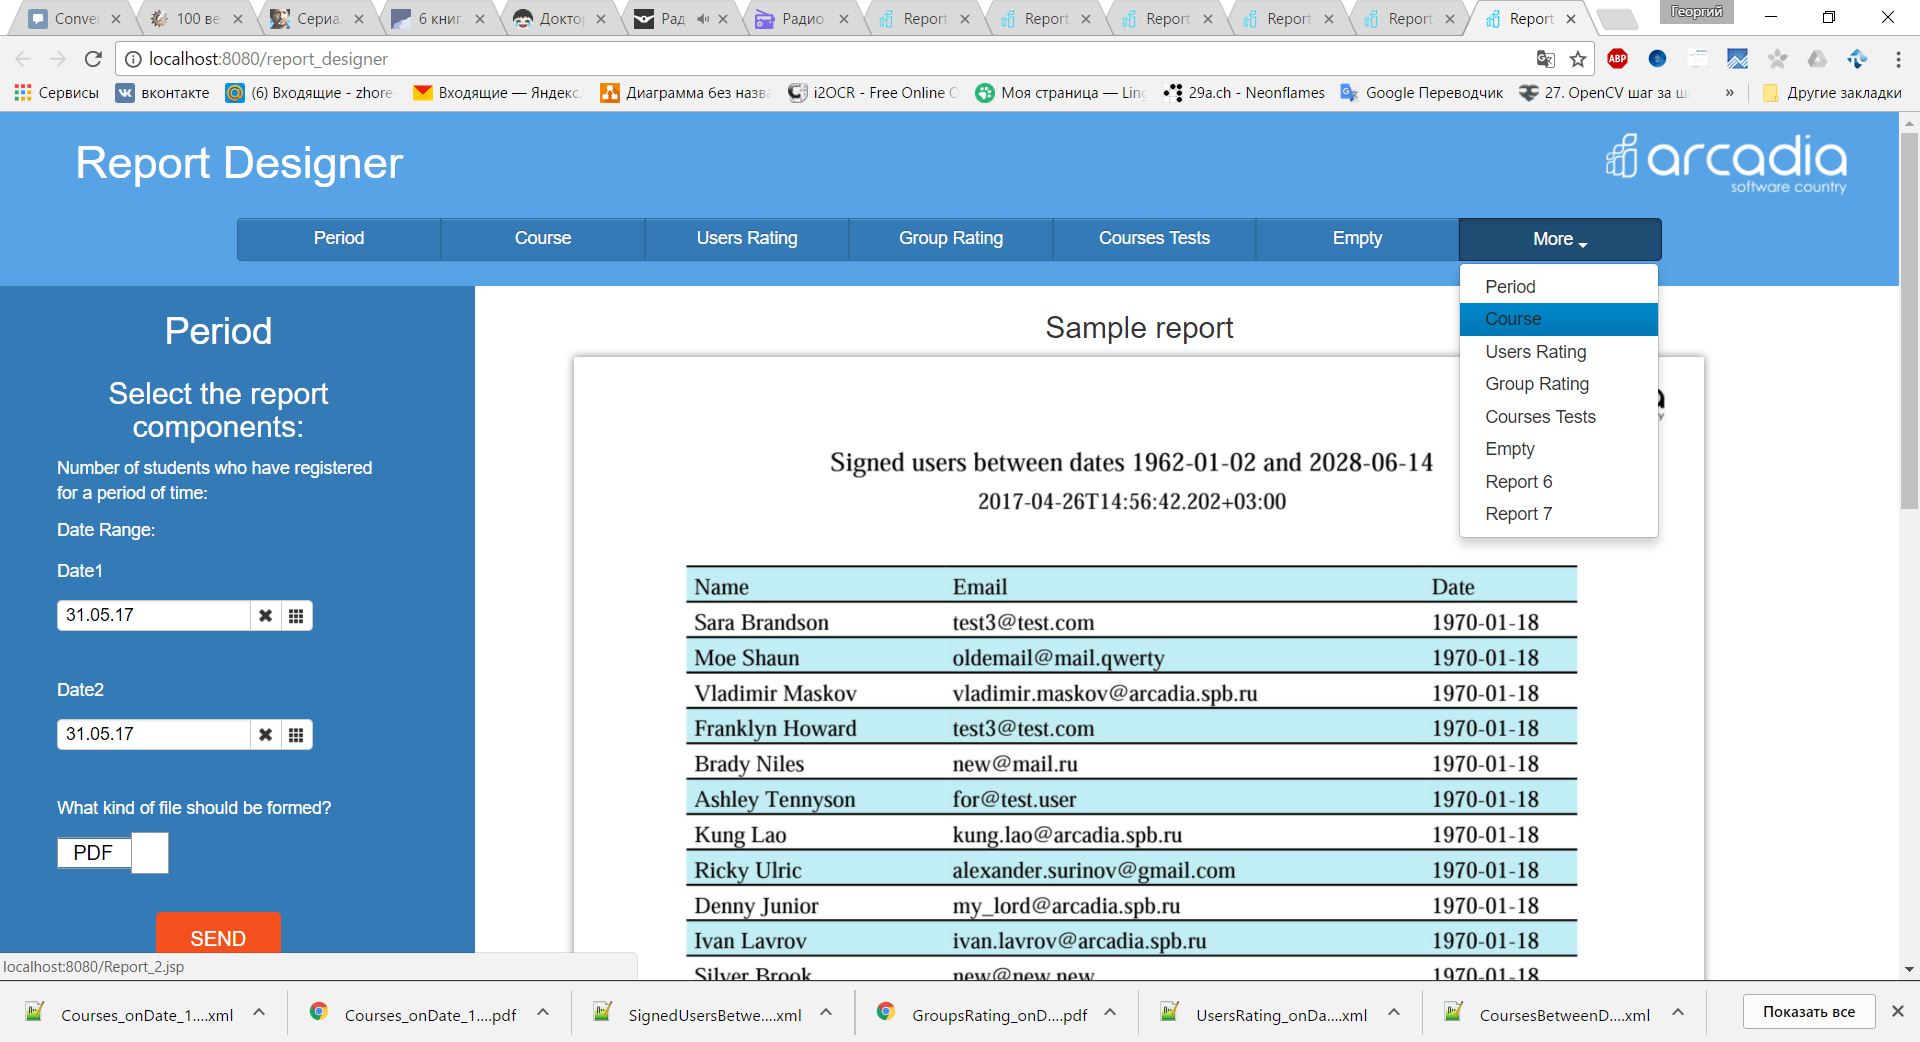 Conver
100 ве
Сериа
6 книг
Докто
Рад
Радио
Report
Report
Report
Report
Report
Report
Георгий
localhost:8080/report_designer
ABP
Сервисы
вконтакте
(6) Входящие - zhore
Входящие — Яндекс.
Диаграмма без назва
i2OCR - Free Online
Моя страница — Lin
29a.ch - Neonflames
Google Переводчик
27. OpenCV шаг за ш
»
Другие закладки
Report Designer
arcadia
software country
Period
Course
Users Rating
Group Rating
Courses Tests
Empty
More
Period
Course
Users Rating
Group Rating
Courses Tests
Empty
Report 6
Report 7
Period
Select the report
components:
Number of students who have registered
for a period of time:
Date Range:
Date1
31.05.17
Date2
31.05.17
What kind of file should be formed?
PDF
SEND
Sample report
Signed users between dates 1962-01-02 and 2028-06-14
2017-04-26T14:56:42.202+03:00
Name Email Date
Sara Brandson test3@test.com 1970-01-18
Moe Shaun oldemail@mail.qwerty 1970-01-18
Vladimir Maskov vladimir.maskov@arcadia.spb.ru 1970-01-18
Franklyn Howard test3@test.com 1970-01-18
Brady Niles new@mail.ru 1970-01-18
Ashley Tennyson for@test.user 1970-01-18
Kung Lao kung.lao@arcadia.spb.ru 1970-01-18
Ricky Ulric alexander.surinov@gmail.com 1970-01-18
Denny Junior my_lord@arcadia.spb.ru 1970-01-18
Ivan Lavrov ivan.lavrov@arcadia.spb.ru 1970-01-18
Silver Brook new@new.new 1970-01-18
localhost:8080/Report_2.jsp
Courses_onDate_1....xml
Courses_onDate_1....pdf
SignedUsersBetwe....xml
GroupsRating_onD....pdf
UsersRating_onDa....xml
CoursesBetweenD....xml
Показать все